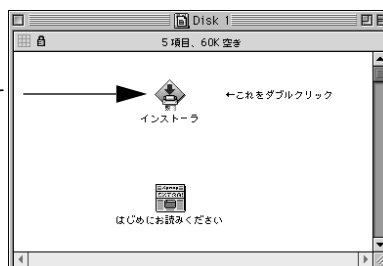 Disk 1
5 項目、60K 空き
←これをダブルクリック
インストーラ
はじめにお読みください